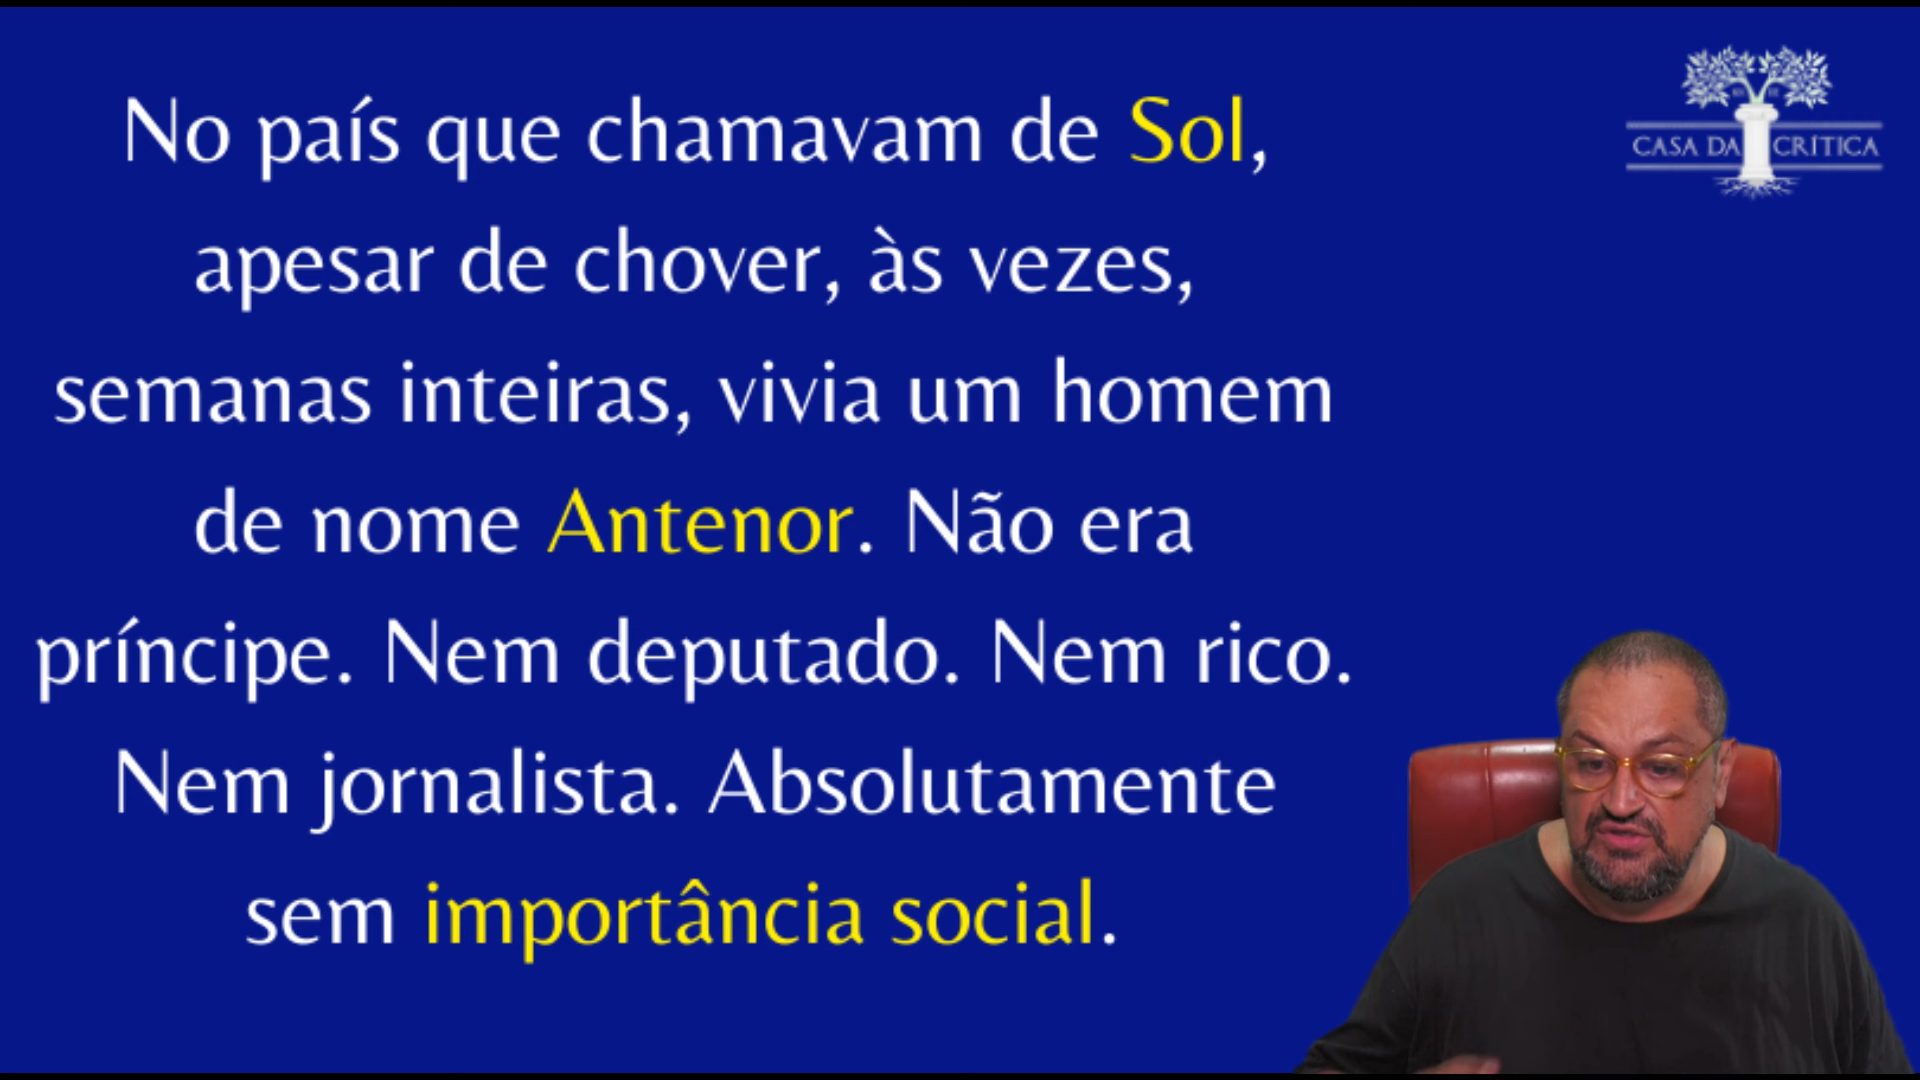 No país que chamavam de Sol,
apesar de chover, às vezes,
semanas inteiras, vivia um homem
de nome Antenor. Não era
príncipe. Nem deputado. Nem rico.
Nem jornalista. Absolutamente
sem importância social.
CASA DA CRÍTICA